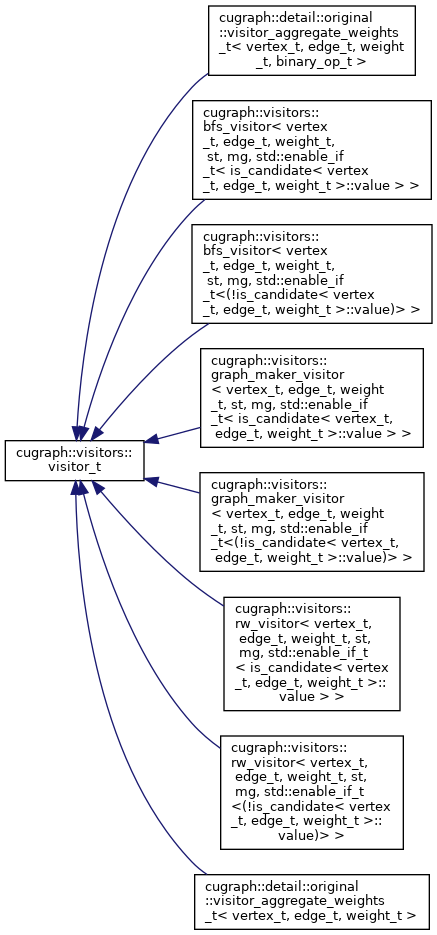 cugraph::detail::original
::visitor_aggregate_weights
_t< vertex_t, edge_t, weight
_t, binary_op_t >
cugraph::visitors::
bfs_visitor< vertex
_t, edge_t, weight_t,
st, mg, std::enable_if
_t< is_candidate< vertex
_t, edge_t, weight_t >::value > >
cugraph::visitors::
bfs_visitor< vertex
_t, edge_t, weight_t,
st, mg, std::enable_if
_t<(!is_candidate< vertex
_t, edge_t, weight_t >::value)> >
cugraph::visitors::
graph_maker_visitor
< vertex_t, edge_t, weight
_t, st, mg, std::enable_if
_t< is_candidate< vertex_t,
edge_t, weight_t >::value > >
cugraph::visitors::
visitor_t
cugraph::visitors::
graph_maker_visitor
< vertex_t, edge_t, weight
_t, st, mg, std::enable_if
_t<(!is_candidate< vertex_t,
edge_t, weight_t >::value)> >
cugraph::visitors::
rw_visitor< vertex_t,
edge_t, weight_t, st,
mg, std::enable_if_t
< is_candidate< vertex
_t, edge_t, weight_t >::
value > >
cugraph::visitors::
rw_visitor< vertex_t,
edge_t, weight_t, st,
mg, std::enable_if_t
<(!is_candidate< vertex
_t, edge_t, weight_t >::
value)> >
cugraph::detail::original
::visitor_aggregate_weights
_t< vertex_t, edge_t, weight_t >